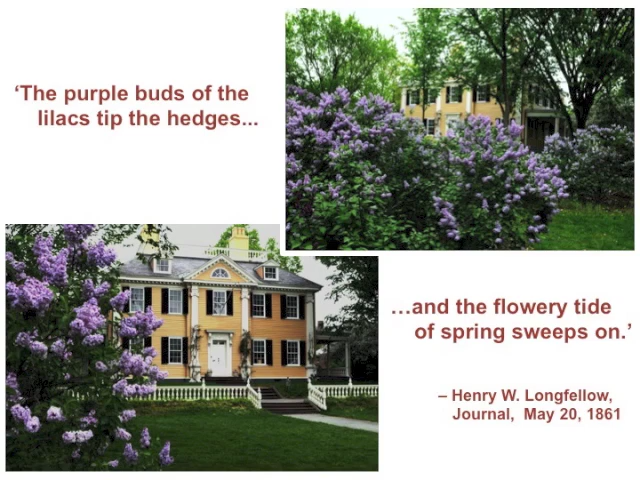 ‘The purple buds of the
lilacs tip the hedges...
…and the flowery tide
of spring sweeps on.’
– Henry W. Longfellow,
Journal, May 20, 1861